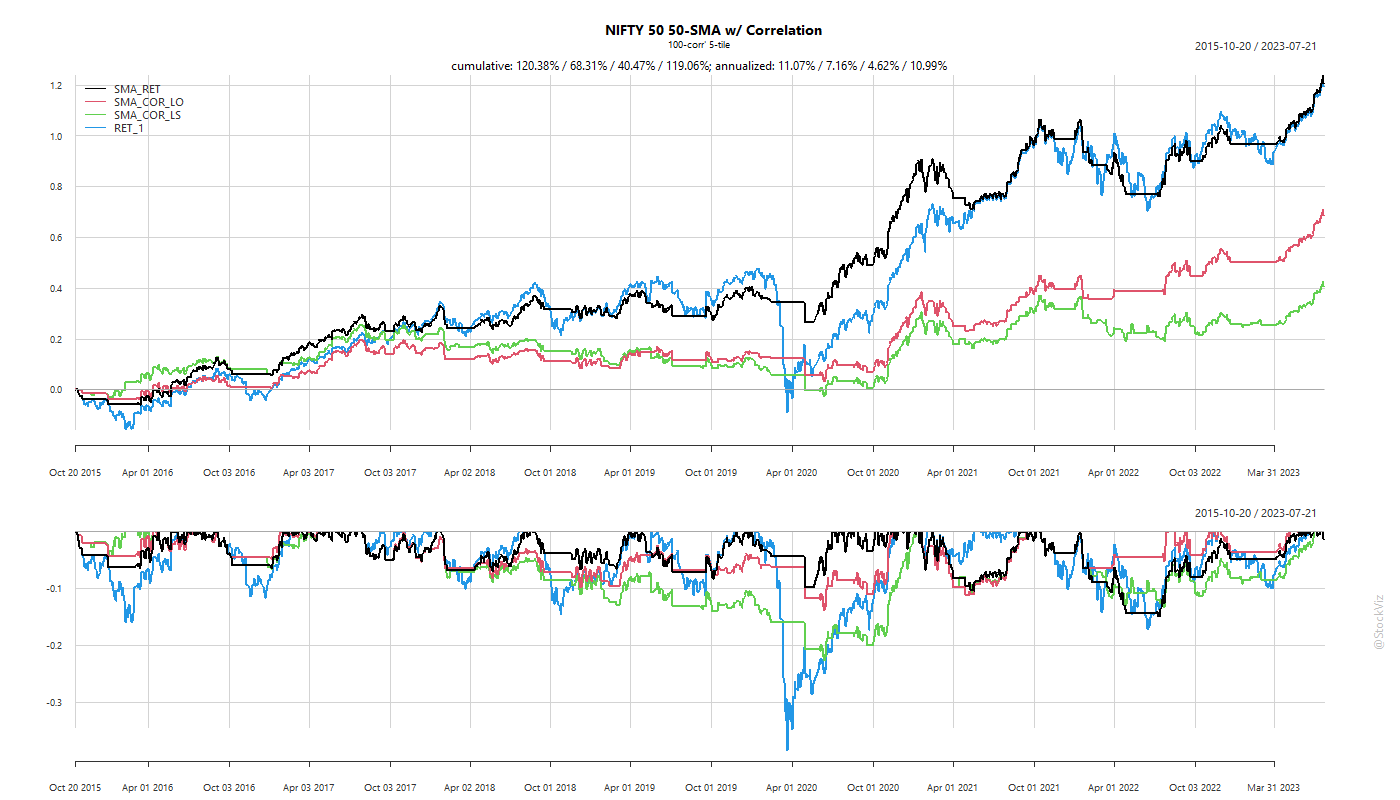 NIFTY 50 50-SMA w/ Correlation
100-corr' 5-tile
2015-10-20 / 2023-07-21
cumulative: 120.38% / 68.31% / 40.47% / 119.06%; annualized: 11.07% / 7.16% / 4.62% / 10.99%
SMA_RET
SMA_COR_LO
SMA_COR_LS
RET_1
1.2
1.0
0.8
0.6
0.4
0.2
0.0
Oct 20 2015 Apr 01 2016 Oct 03 2016 Apr 03 2017 Oct 03 2017 Apr 02 2018 Oct 01 2018 Apr 01 2019 Oct 01 2019 Apr 01 2020 Oct 01 2020 Apr 01 2021 Oct 01 2021 Apr 01 2022 Oct 03 2022 Mar 31 2023
2015-10-20 / 2023-07-21
-0.1
-0.2
-0.3
Oct 20 2015 Apr 01 2016 Oct 03 2016 Apr 03 2017 Oct 03 2017 Apr 02 2018 Oct 01 2018 Apr 01 2019 Oct 01 2019 Apr 01 2020 Oct 01 2020 Apr 01 2021 Oct 01 2021 Apr 01 2022 Oct 03 2022 Mar 31 2023
@StockViz